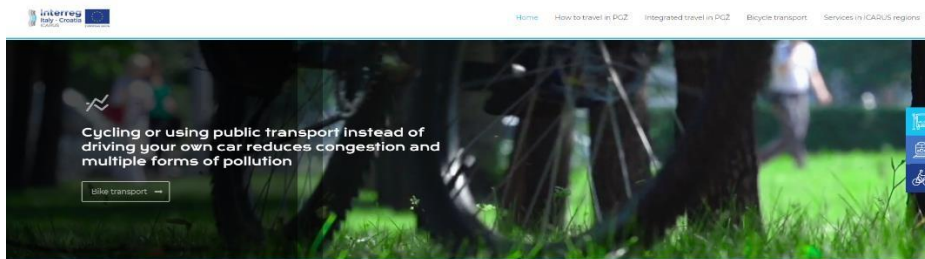 Interreg
Italy - Croatia
ICARUS
Home How to travel in PGŽ Integrated travel in PGŽ Bicycle transport Services in ICARUS regions
Cycling or using public transport instead of
driving your own car reduces congestion and
multiple forms of pollution
Bike transport →